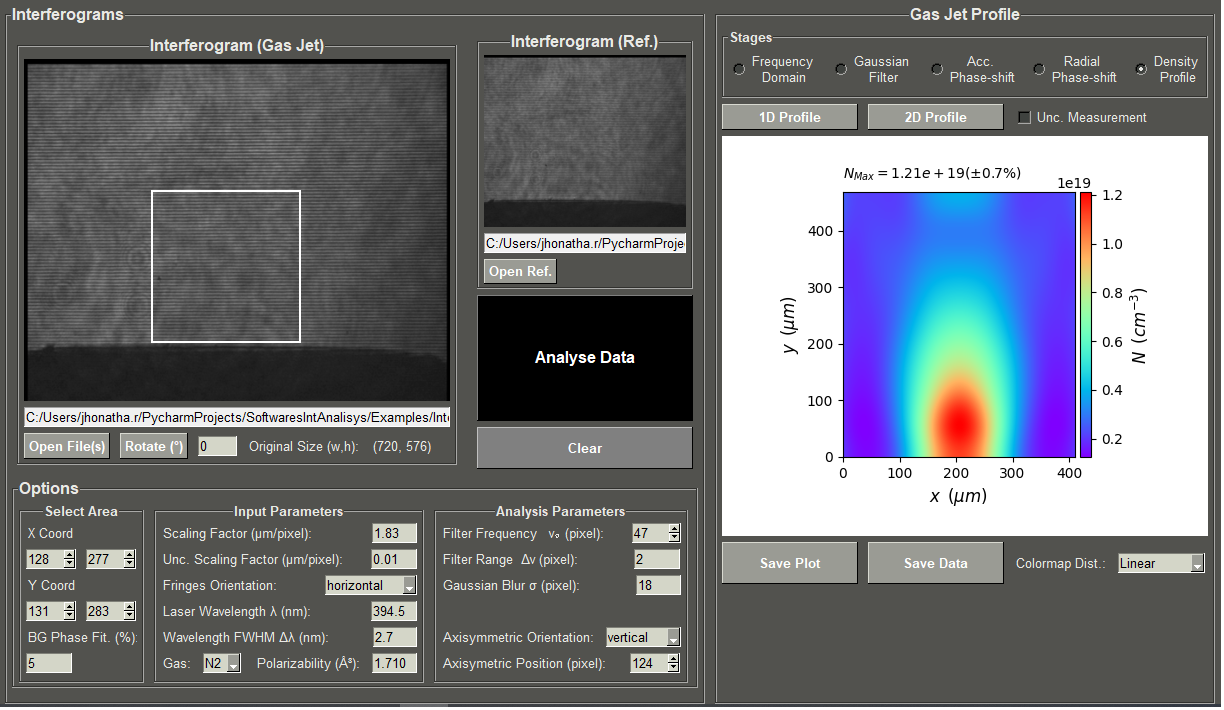 Interferograms
Interferogram (Gas Jet)
C:/Users/jhonatha.r/PycharmProjects/SoftwaresIntAnalisys/Examples/Inte
Open File(s)
Rotate (°)
0
Original Size (w,h): (720, 576)
Interferogram (Ref.)
C:/Users/jhonatha.r/PycharmProje
Open Ref.
Analyse Data
Clear
Options
Select Area
X Coord
128 277
Y Coord
131 283
BG Phase Fit. (%):
5
Input Parameters
Scaling Factor (µm/pixel): 1.83
Unc. Scaling Factor (µm/pixel): 0.01
Fringes Orientation: horizontal
Laser Wavelength λ (nm): 394.5
Wavelength FWHM Δλ (nm): 2.7
Gas: N2 Polarizability (Å³): 1.710
Analysis Parameters
Filter Frequency ν₀ (pixel): 47
Filter Range Δν (pixel): 2
Gaussian Blur σ (pixel): 18
Axisymmetric Orientation: vertical
Axisymetric Position (pixel): 124
Gas Jet Profile
Stages
Frequency Domain
Gaussian Filter
Acc. Phase-shift
Radial Phase-shift
Density Profile
1D Profile
2D Profile
Unc. Measurement
N_Max = 1.21e + 19(±0.7%)
1e19
1.2
1.0
0.8
0.6
0.4
0.2
N (cm⁻³)
400
300
200
100
0
y (µm)
0 100 200 300 400
x (µm)
Save Plot
Save Data
Colormap Dist.: Linear